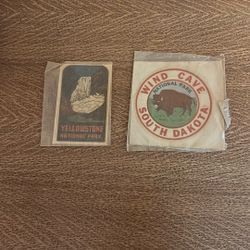 YELLOWSTONE
NATIONAL PARK
WIND CAVE
NATIONAL PARK
SOUTH DAKOTA